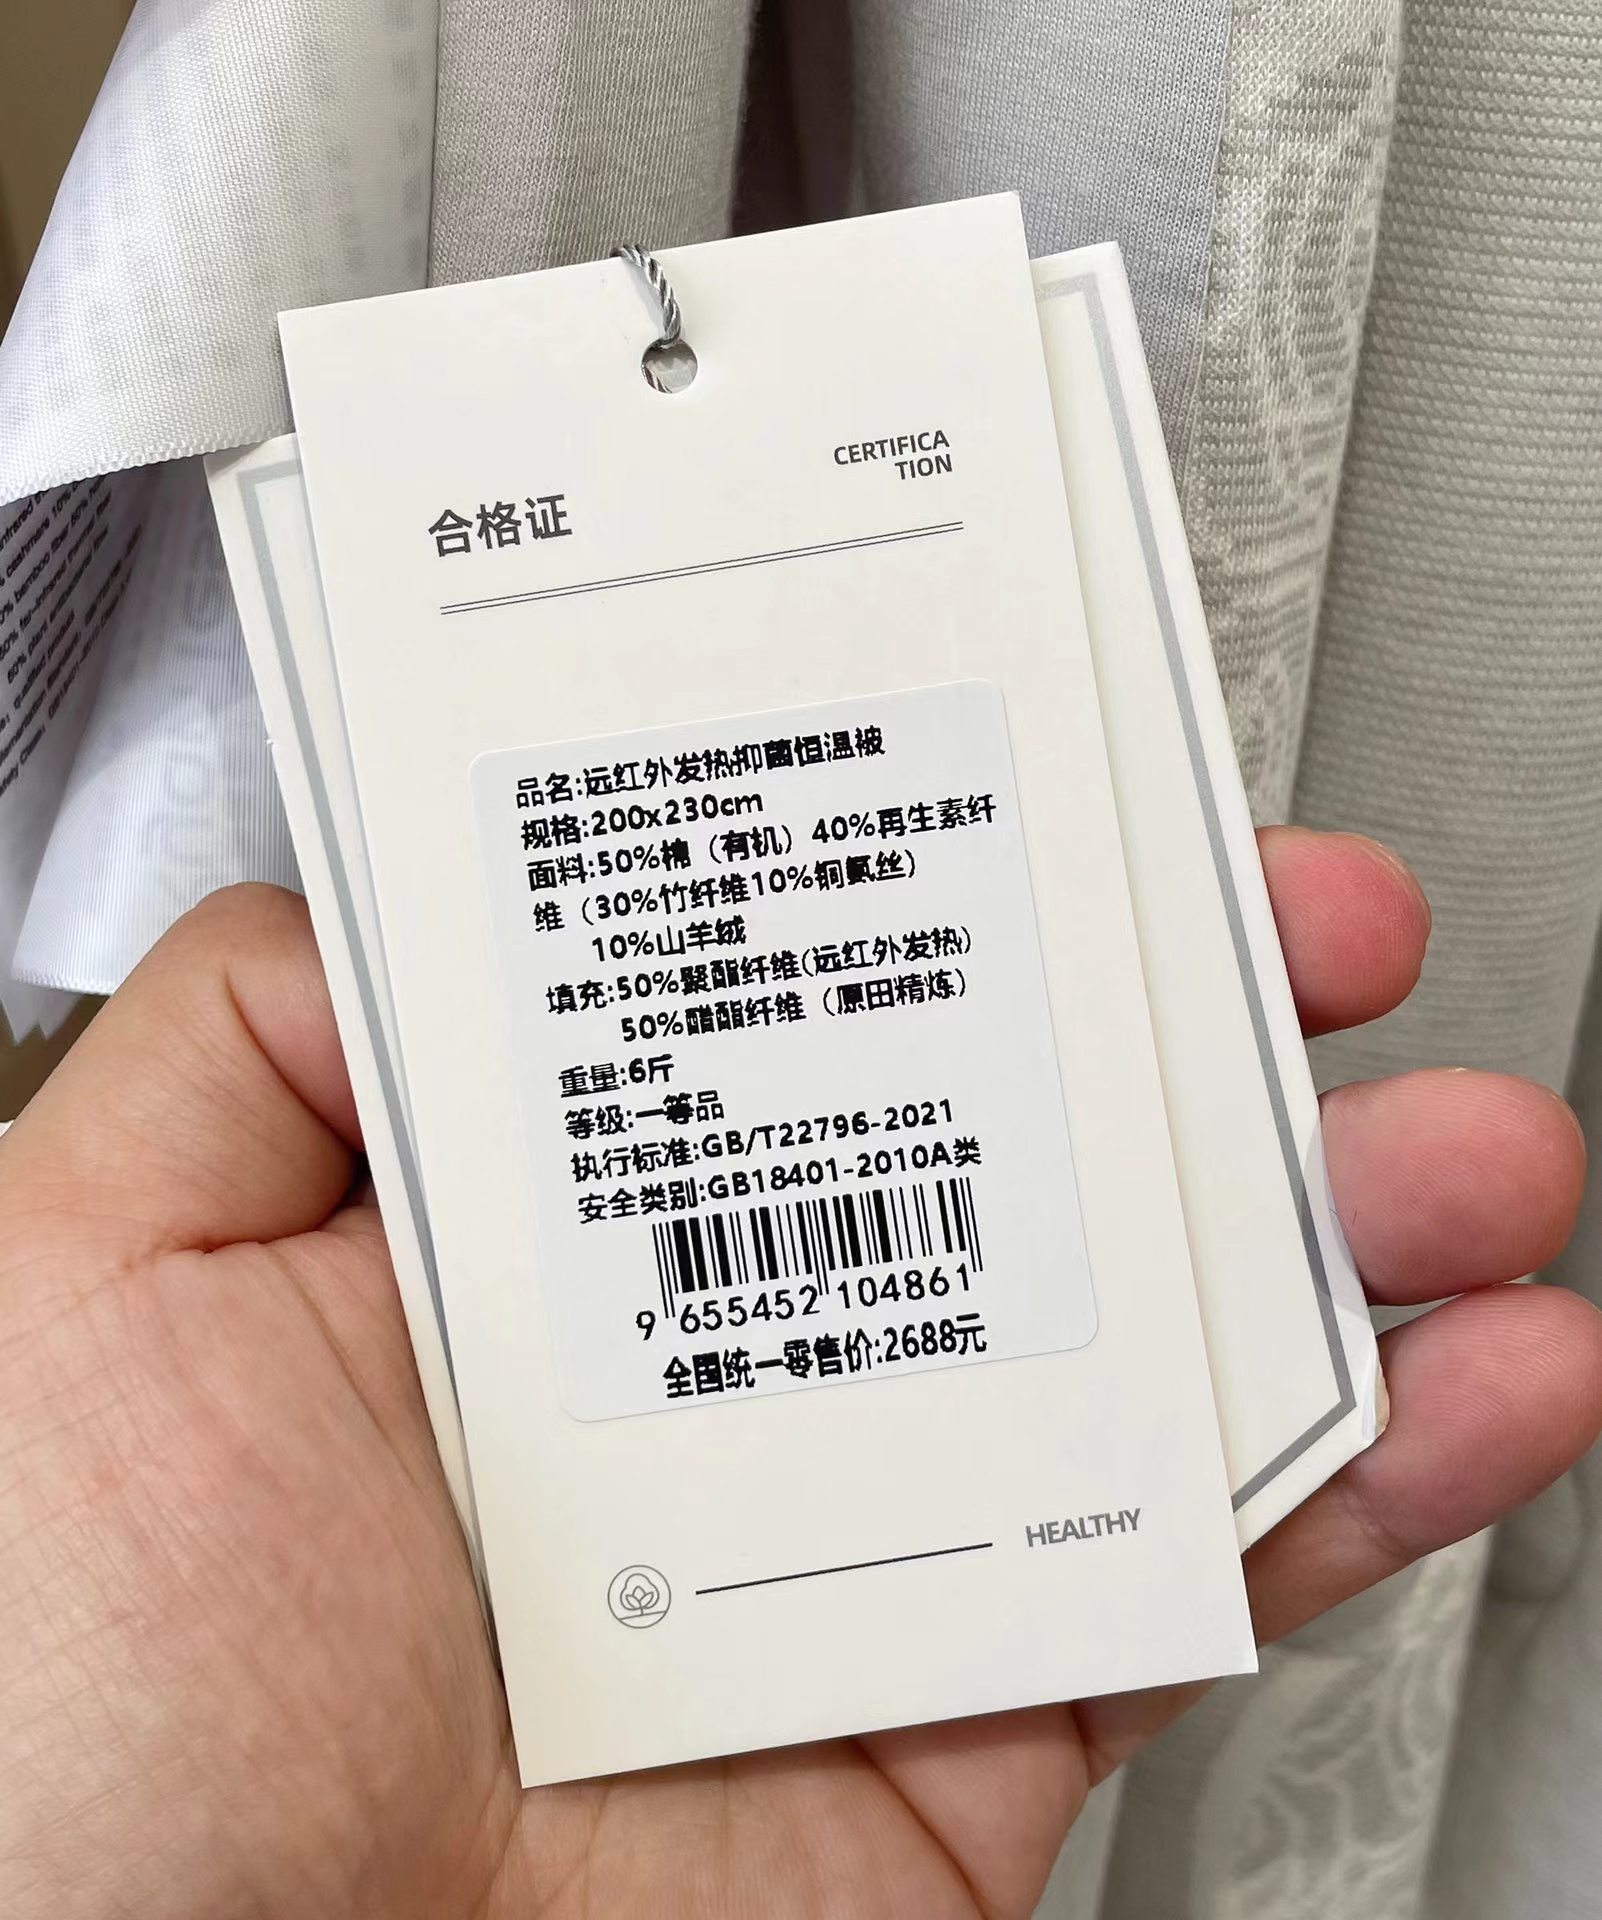 CERTIFICA
TION
合格证
品名:远红外发热抑菌恒温被
规格:200x230cm
面料:50%棉（有机）40%再生素纤
维（30%竹纤维10%铜氨丝）
10%山羊绒
填充:50%聚酯纤维(远红外发热)
50%醋酯纤维（原田精炼）
重量:6斤
等级:一等品
执行标准:GB/T22796-2021
安全类别:GB18401-2010A类
9 655452 104861
全国统一零售价:2688元
HEALTHY